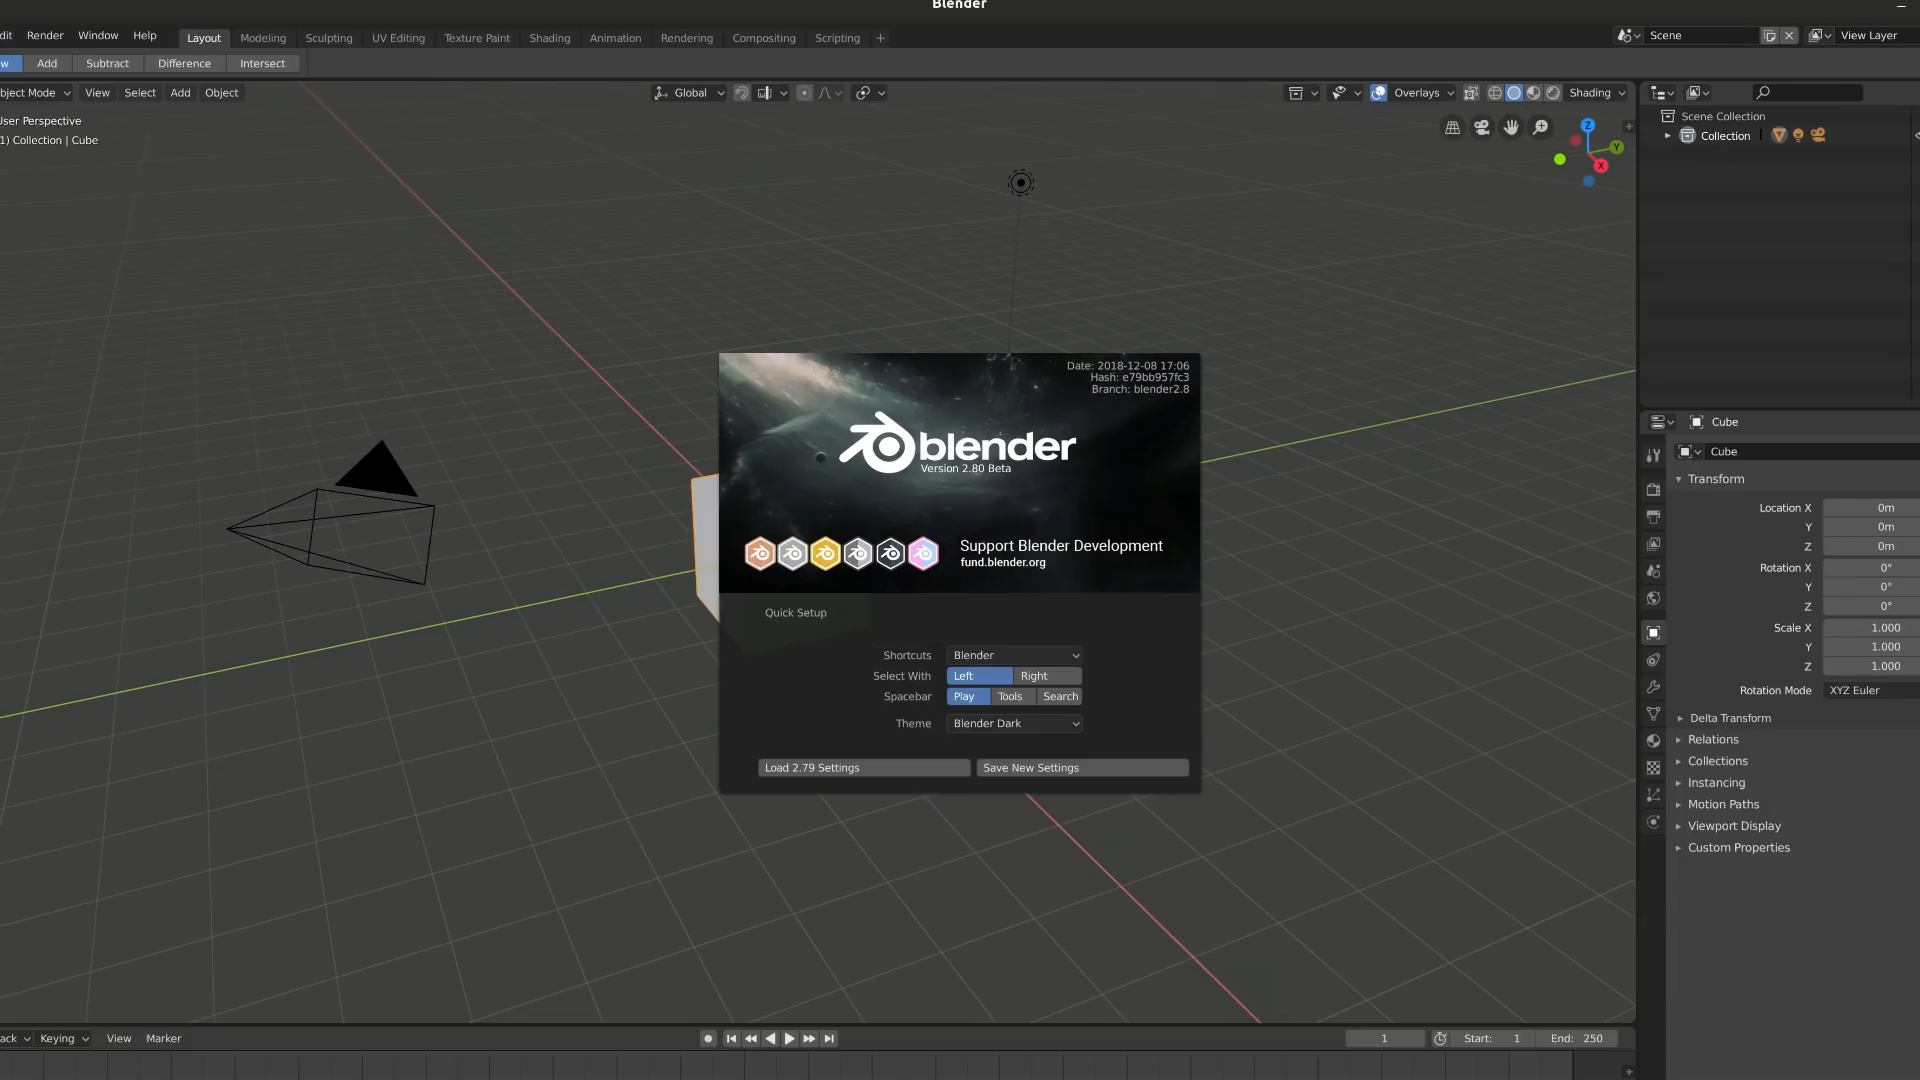 Blender
dit Render Window Help Layout Modeling Sculpting UV Editing Texture Paint Shading Animation Rendering Compositing Scripting + Scene View Layer
w Add Subtract Difference Intersect
bject Mode View Select Add Object Global Overlays Shading
User Perspective
1) Collection | Cube
Z
Y
X
Scene Collection
Collection
Date: 2018-12-08 17:06
Hash: e79bb957fc3
Branch: blender2.8
blender
Version 2.80 Beta
Support Blender Development
fund.blender.org
Quick Setup
Shortcuts Blender
Select With Left Right
Spacebar Play Tools Search
Theme Blender Dark
Load 2.79 Settings Save New Settings
Cube
Cube
Transform
Location X 0m
Y 0m
Z 0m
Rotation X 0°
Y 0°
Z 0°
Scale X 1.000
Y 1.000
Z 1.000
Rotation Mode XYZ Euler
Delta Transform
Relations
Collections
Instancing
Motion Paths
Viewport Display
Custom Properties
ack Keying View Marker 1 Start: 1 End: 250